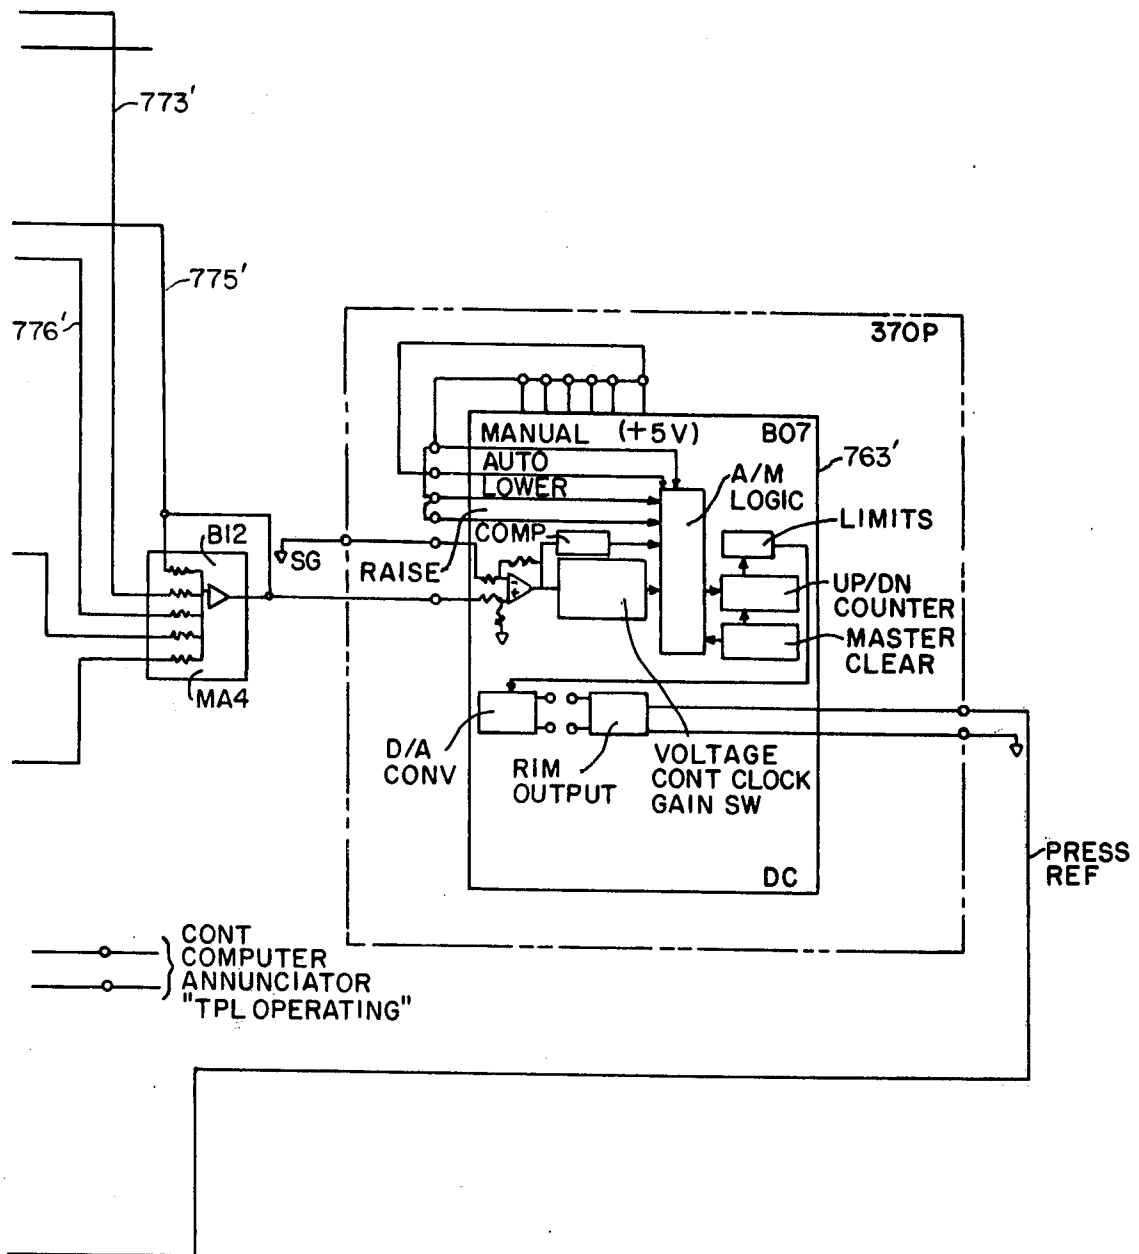 773'
775'
776'
370P
MANUAL (+5V) B07
763'
AUTO
A/M
LOGIC
LOWER
COMP
LIMITS
B12
SG
RAISE
UP/DN
COUNTER
MASTER
CLEAR
MA4
D/A
CONV
RIM
OUTPUT
VOLTAGE
CONT CLOCK
GAIN SW
PRESS
REF
DC
CONT
COMPUTER
ANNUNCIATOR
"TPL OPERATING"